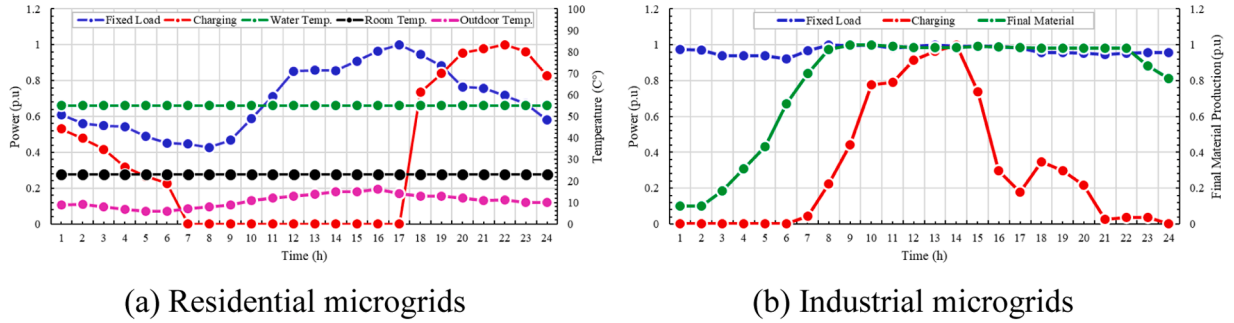 Fixed Load Charging Water Temp. Room Temp. Outdoor Temp.
1.2
1
0.8
0.6
0.4
0.2
0
Power (p.u)
100
90
80
70
60
50
40
30
20
10
0
Temperature (C°)
1 2 3 4 5 6 7 8 9 10 11 12 13 14 15 16 17 18 19 20 21 22 23 24
Time (h)
(a) Residential microgrids
Fixed Load Charging Final Material
1.2
1
0.8
0.6
0.4
0.2
0
Power (p.u)
1.2
1
0.8
0.6
0.4
0.2
0
Final Material Production (p.u)
1 2 3 4 5 6 7 8 9 10 11 12 13 14 15 16 17 18 19 20 21 22 23 24
Time (h)
(b) Industrial microgrids